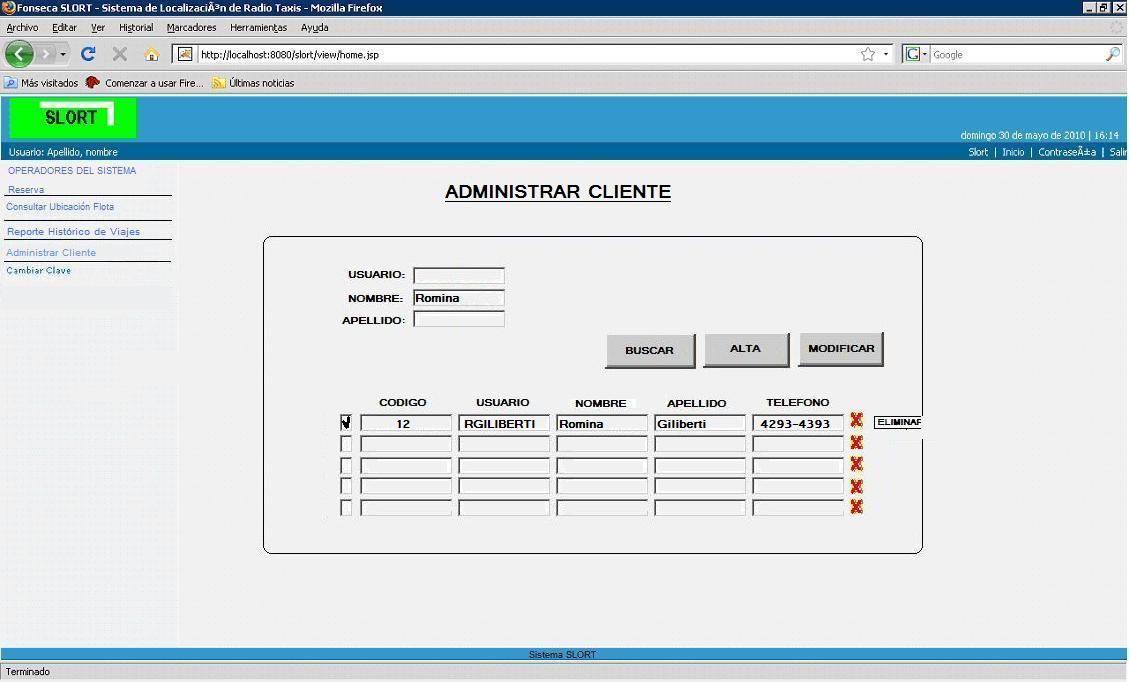 Fonseca SLORT - Sistema de LocalizaciÃ³n de Radio Taxis - Mozilla Firefox
Archivo Editar Ver Historial Marcadores Herramientas Ayuda
http://localhost:8080/slort/view/home.jsp
Google
Más visitados Comenzar a usar Fire... Últimas noticias
SLORT
domingo 30 de mayo de 2010 | 16:14
Usuario: Apellido, nombre
Slort | Inicio | ContraseÃ±a | Salir
OPERADORES DEL SISTEMA
Reserva
Consultar Ubicación Flota
Reporte Histórico de Viajes
Administrar Cliente
Cambiar Clave
ADMINISTRAR CLIENTE
USUARIO:
NOMBRE: Romina
APELLIDO:
BUSCAR ALTA MODIFICAR
CODIGO USUARIO NOMBRE APELLIDO TELEFONO
12 RGILIBERTI Romina Giliberti 4293-4393 ELIMINAR
Sistema SLORT
Terminado